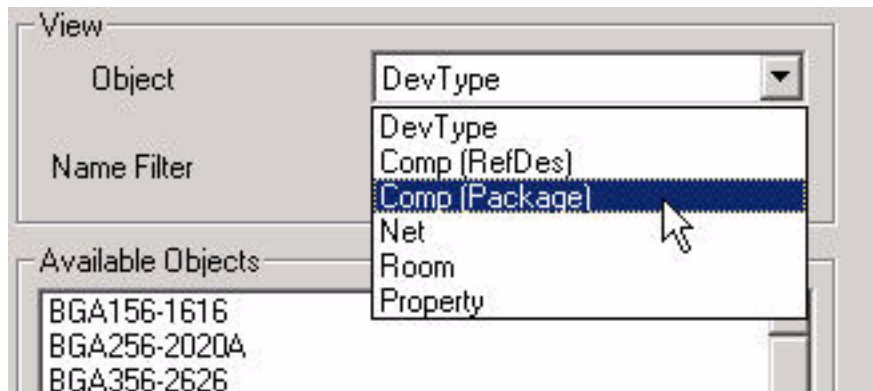 View
Object
DevType
DevType
Name Filter
Comp (RefDes)
Comp (Package)
Net
Room
Property
Available Objects
BGA156-1616
BGA256-2020A
BGA356-2626